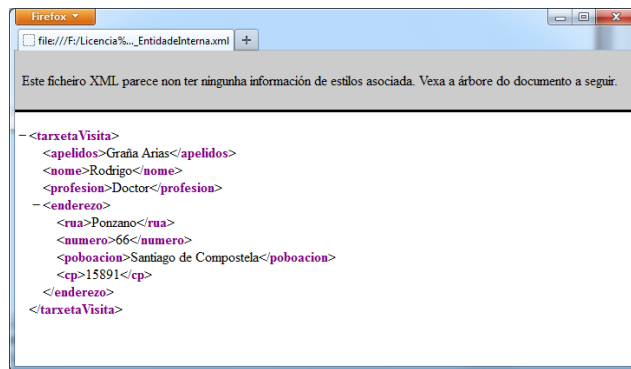 Firefox
file:///F:/Licencia%..._EntidadeInterna.xml
Este ficheiro XML parece non ter ningunha información de estilos asociada. Vexa a árbore do documento a seguir.
−<tarxetaVisita>
<apelidos>Graña Arias</apelidos>
<nome>Rodrigo</nome>
<profesion>Doctor</profesion>
−<enderezo>
<rua>Ponzano</rua>
<numero>66</numero>
<poboacion>Santiago de Compostela</poboacion>
<cp>15891</cp>
</enderezo>
</tarxetaVisita>